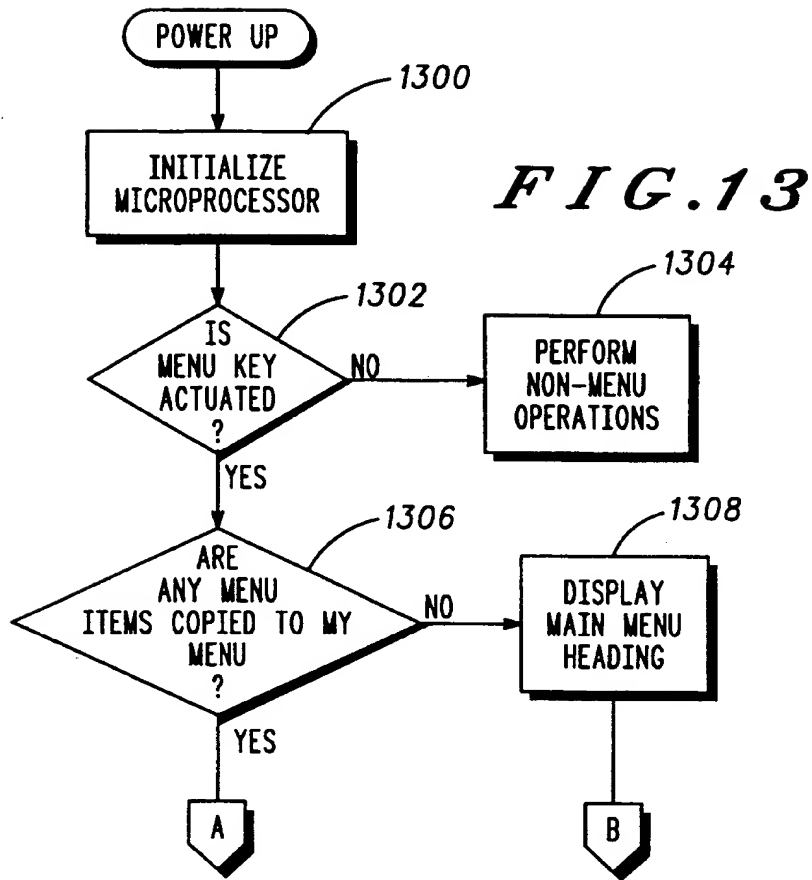 POWER UP
1300
INITIALIZE
MICROPROCESSOR
FIG.13
1302
IS
MENU KEY
ACTUATED
?
NO
1304
PERFORM
NON-MENU
OPERATIONS
YES
1306
ARE
ANY MENU
ITEMS COPIED TO MY
MENU
?
NO
1308
DISPLAY
MAIN MENU
HEADING
YES
A
B